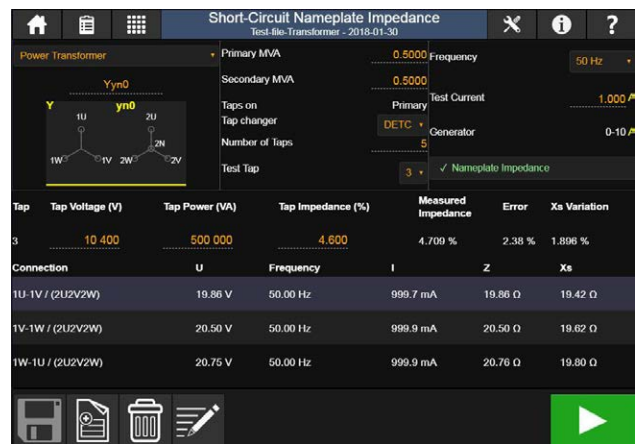 Short-Circuit Nameplate Impedance
Test-file-Transformer - 2018-01-30
?
Power Transformer
Yyn0
Y yn0
1U 2U
2N
1W 1V 2W 2V
Primary MVA 0.5000
Secondary MVA 0.5000
Taps on Primary
Tap changer DETC
Number of Taps 5
Test Tap 3
Frequency 50 Hz
Test Current 1.000 A
Generator 0-10 A
✓ Nameplate Impedance
Tap Tap Voltage (V) Tap Power (VA) Tap Impedance (%) Measured Impedance Error Xs Variation
3 10 400 500 000 4.600 4.709 % 2.38 % 1.896 %
Connection U Frequency I Z Xs
1U-1V / (2U2V2W) 19.86 V 50.00 Hz 999.7 mA 19.86 Ω 19.42 Ω
1V-1W / (2U2V2W) 20.50 V 50.00 Hz 999.9 mA 20.50 Ω 19.62 Ω
1W-1U / (2U2V2W) 20.75 V 50.00 Hz 999.9 mA 20.76 Ω 19.80 Ω